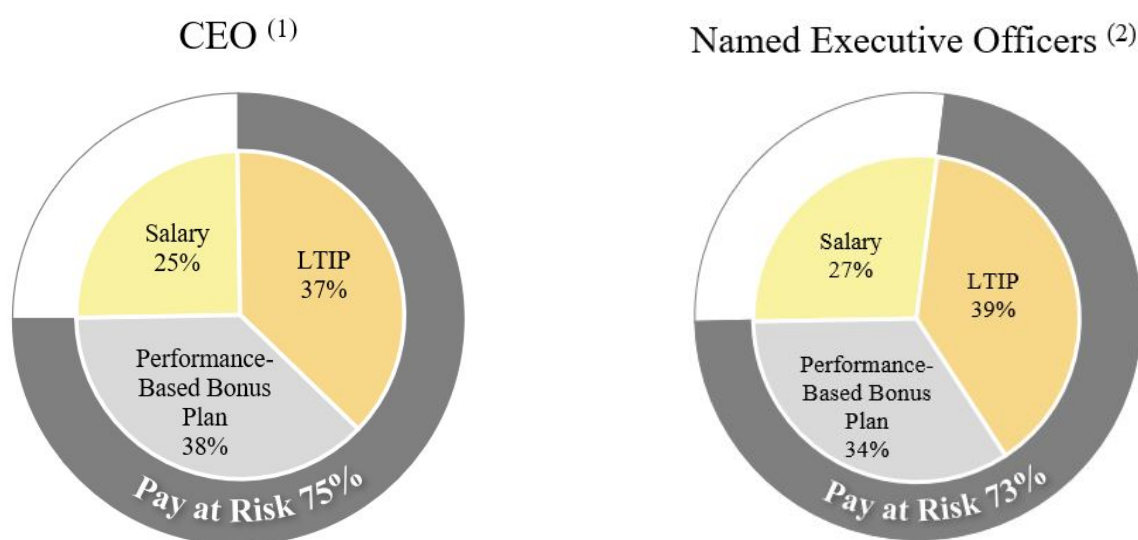 CEO (1)
Salary
25%
LTIP
37%
Performance-
Based Bonus
Plan
38%
Pay at Risk 75%
Named Executive Officers (2)
Salary
27%
LTIP
39%
Performance-
Based Bonus
Plan
34%
Pay at Risk 73%